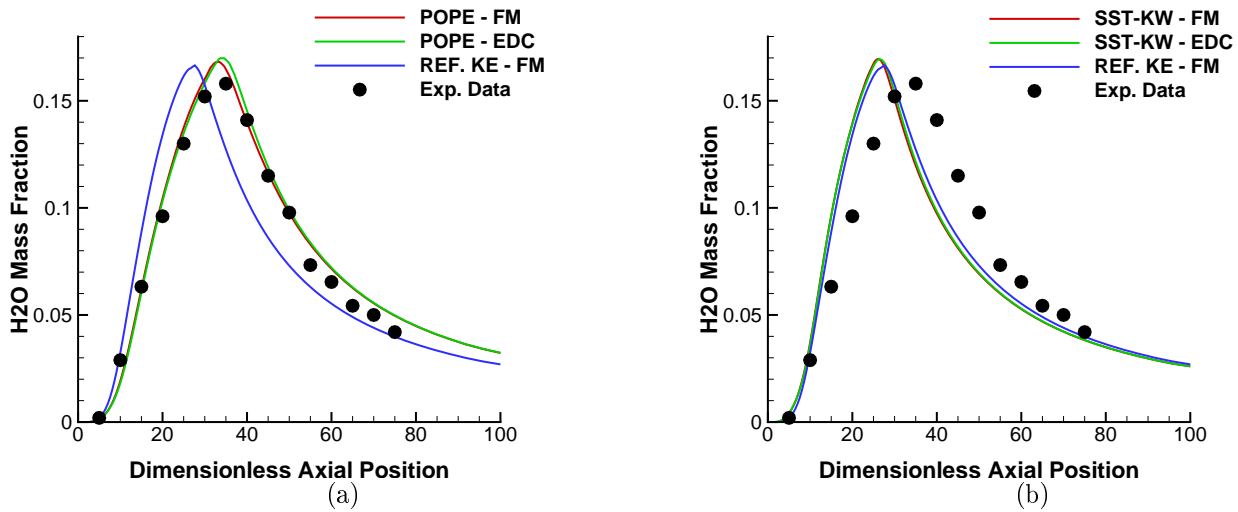 POPE - FM
POPE - EDC
REF. KE - FM
Exp. Data
H2O Mass Fraction
0.15
0.1
0.05
0
0 20 40 60 80 100
Dimensionless Axial Position
(a)
SST-KW - FM
SST-KW - EDC
REF. KE - FM
Exp. Data
H2O Mass Fraction
0.15
0.1
0.05
0
0 20 40 60 80 100
Dimensionless Axial Position
(b)